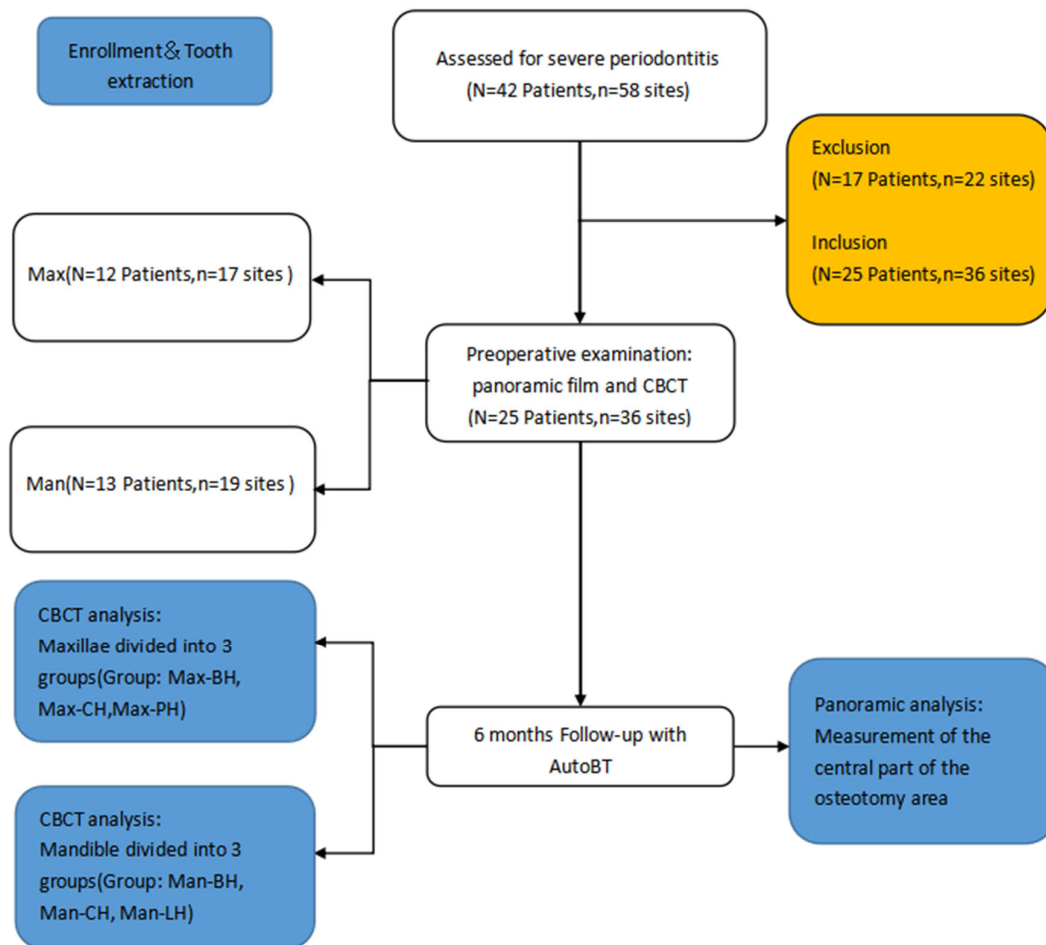 Enrollment& Tooth
extraction
Assessed for severe periodontitis
(N=42 Patients,n=58 sites)
Exclusion
(N=17 Patients,n=22 sites)
Inclusion
(N=25 Patients,n=36 sites)
Max(N=12 Patients,n=17 sites )
Preoperative examination:
panoramic film and CBCT
(N=25 Patients,n=36 sites)
Man(N=13 Patients,n=19 sites )
CBCT analysis:
Maxillae divided into 3
groups(Group: Max-BH,
Max-CH,Max-PH)
6 months Follow-up with
AutoBT
Panoramic analysis:
Measurement of the
central part of the
osteotomy area
CBCT analysis:
Mandible divided into 3
groups(Group: Man-BH,
Man-CH, Man-LH)